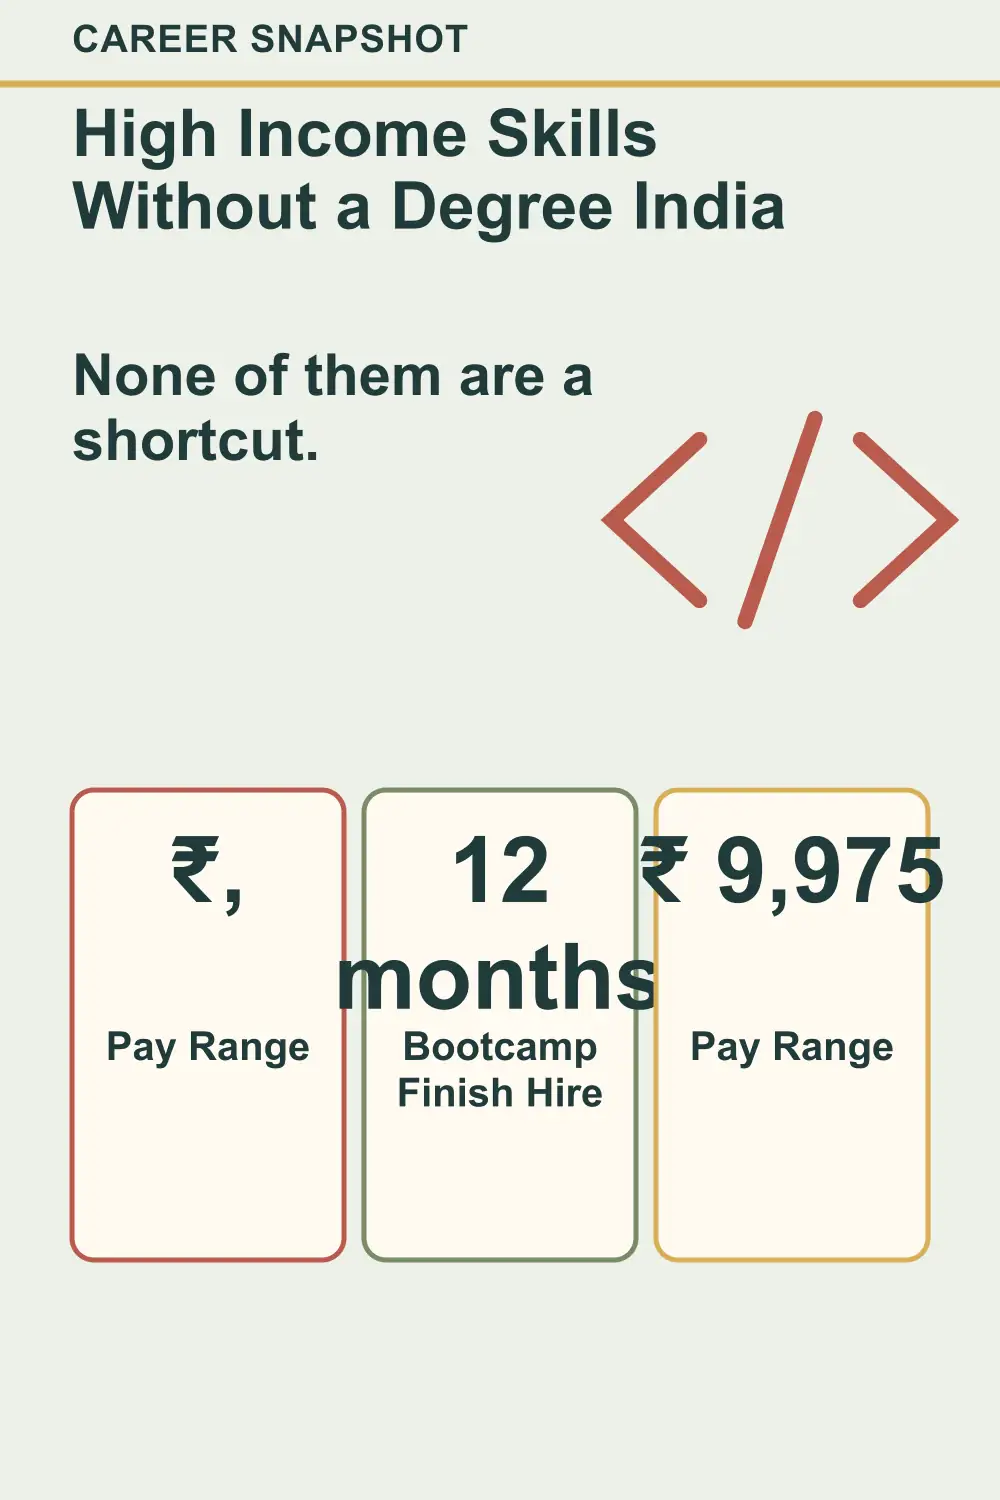 CAREER SNAPSHOT
High Income Skills
Without a Degree India
None of them are a
shortcut.
</>
₹,
Pay Range
12
months
Bootcamp
Finish Hire
₹ 9,975
Pay Range